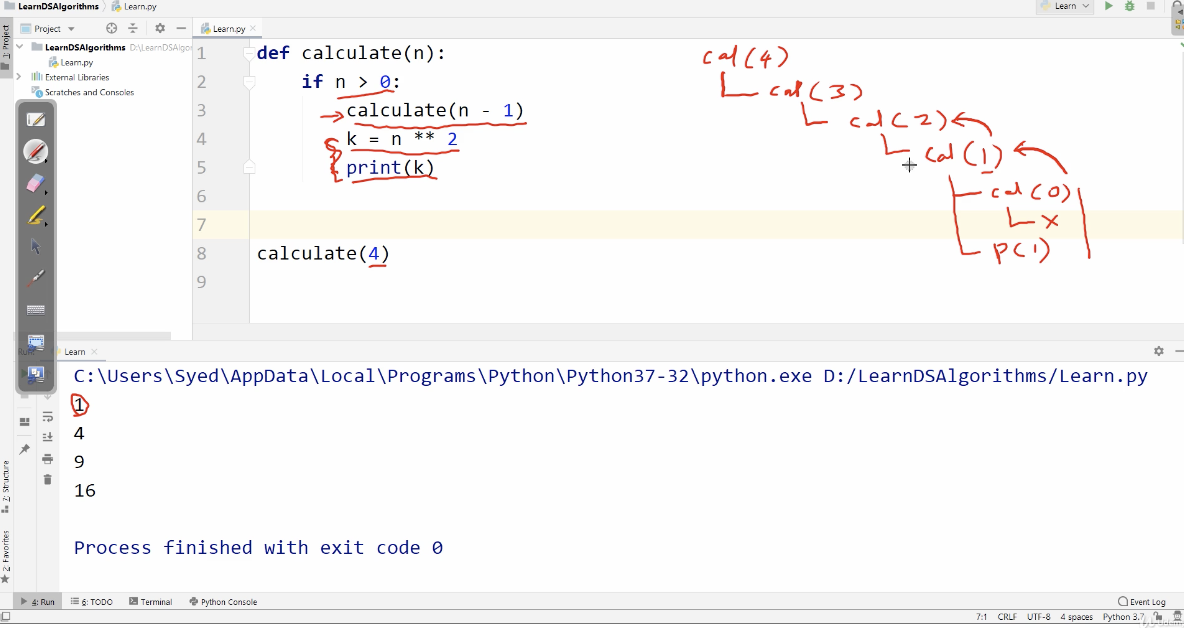 LearnDSAlgorithms Learn.py Learn
Project Learn.py
LearnDSAlgorithms D:\LearnDSAlgor
Learn.py
External Libraries
Scratches and Consoles
1: Project
1 def calculate(n):
2 if n > 0:
3 calculate(n - 1)
4 k = n ** 2
5 print(k)
6
7
8 calculate(4)
9
cal(4)
cal(3)
cal(2)
cal(1)
cal(0)
x
P(1)
Learn
C:\Users\Syed\AppData\Local\Programs\Python\Python37-32\python.exe D:/LearnDSAlgorithms/Learn.py
1
4
9
16
Process finished with exit code 0
7: Structure
2: Favorites
4: Run 6: TODO Terminal Python Console Event Log
7:1 CRLF UTF-8 4 spaces Python 3.7